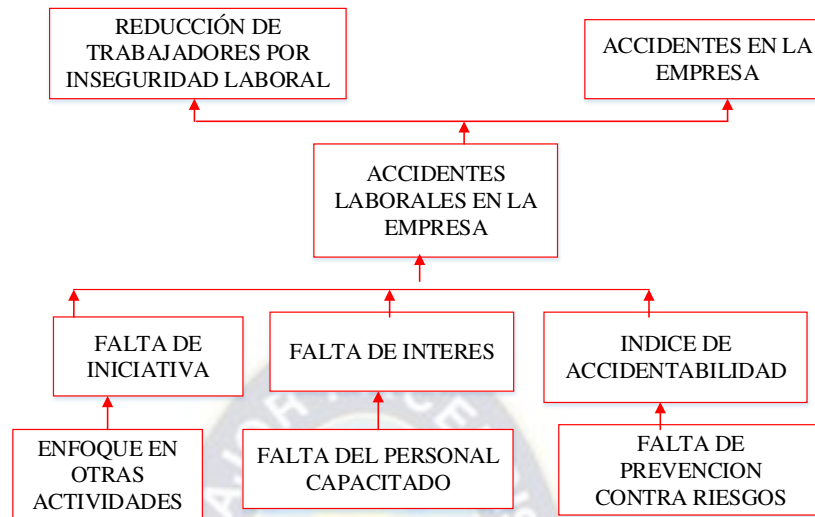 REDUCCIÓN DE
TRABAJADORES POR
INSEGURIDAD LABORAL
ACCIDENTES EN LA
EMPRESA
ACCIDENTES
LABORALES EN LA
EMPRESA
FALTA DE
INICIATIVA
FALTA DE INTERES
INDICE DE
ACCIDENTABILIDAD
ENFOQUE EN
OTRAS
ACTIVIDADES
FALTA DEL PERSONAL
CAPACITADO
FALTA DE
PREVENCION
CONTRA RIESGOS